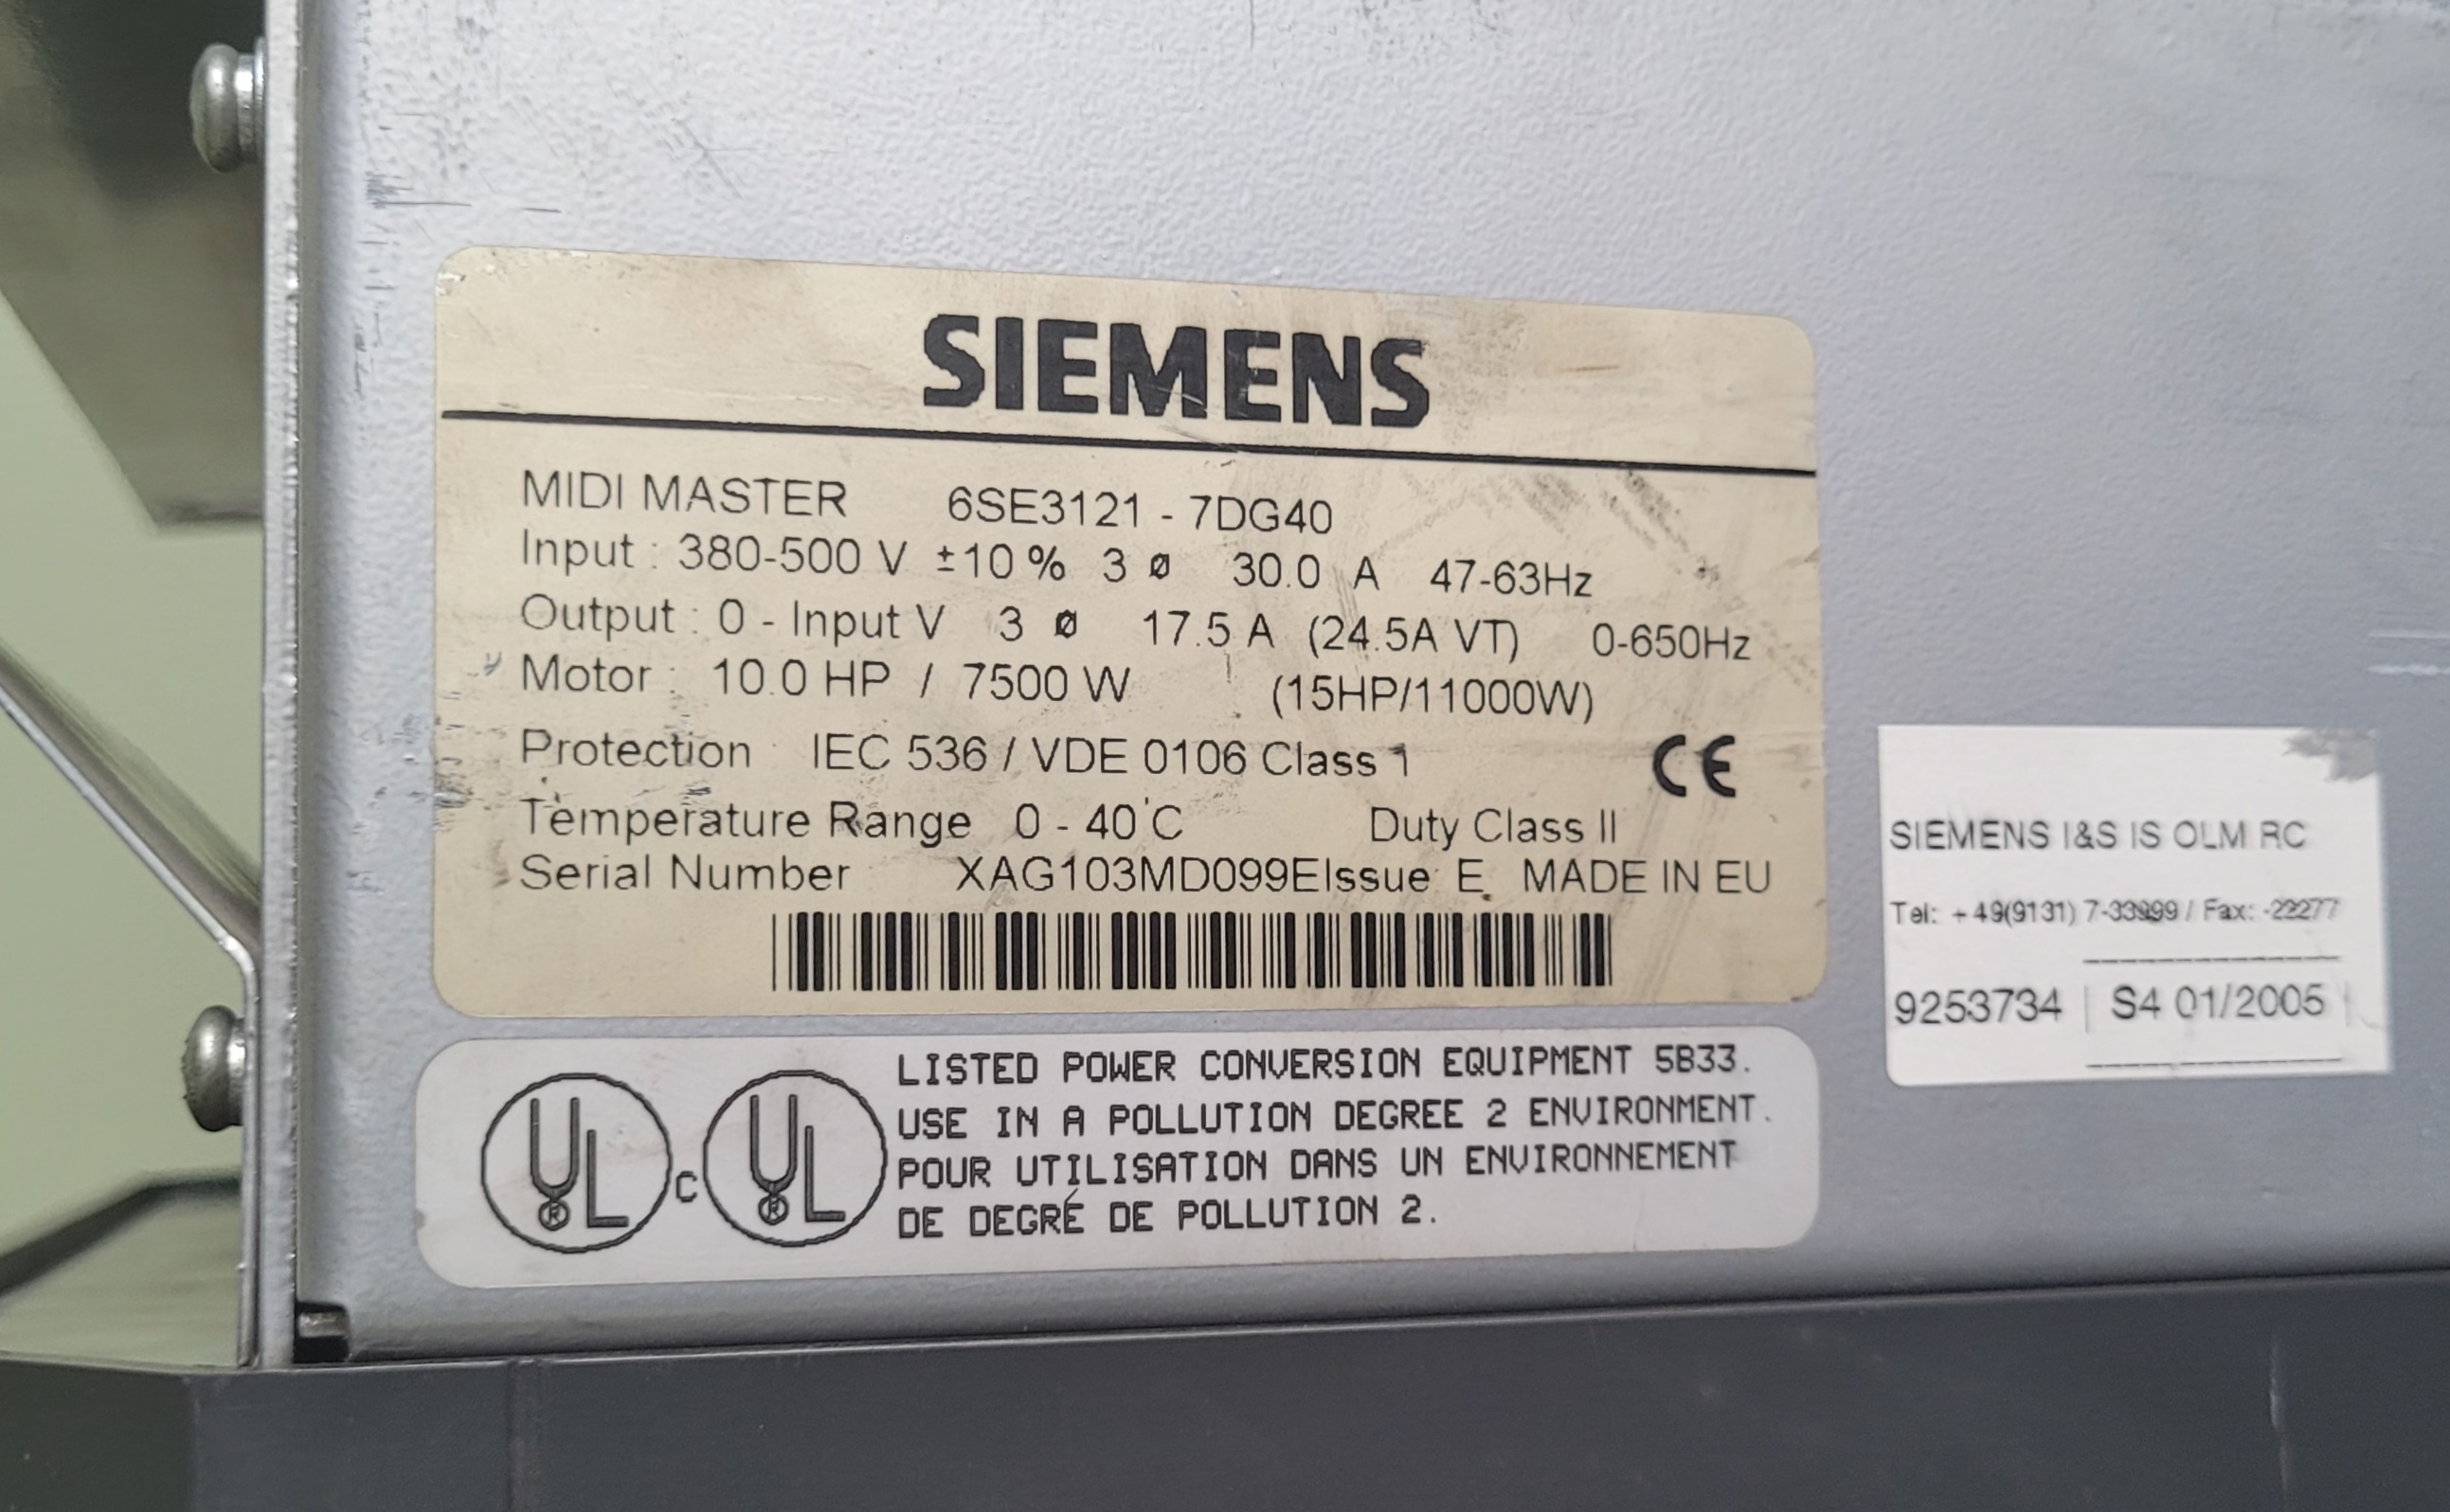 SIEMENS
MIDI MASTER 6SE3121 - 7DG40
Input : 380-500 V ±10 % 3 ø 30.0 A 47-63Hz
Output : 0 - Input V 3 ø 17.5 A (24.5A VT) 0-650Hz
Motor : 10.0 HP / 7500 W (15HP/11000W)
Protection IEC 536 / VDE 0106 Class 1
CE
Temperature Range 0 - 40°C Duty Class II
Serial Number XAG103MD099EIssue E. MADE IN EU
UL® c UL®
LISTED POWER CONVERSION EQUIPMENT 5B33.
USE IN A POLLUTION DEGREE 2 ENVIRONMENT.
POUR UTILISATION DANS UN ENVIRONNEMENT
DE DEGRÉ DE POLLUTION 2.
SIEMENS I&S IS OLM RC
Tel: +49(9131) 7-33999 / Fax: -22277
9253734 | S4 01/2005